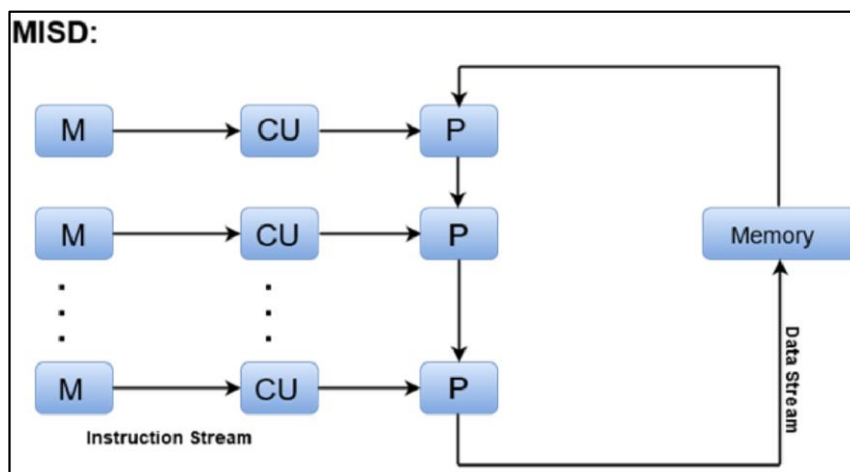 MISD:
M CU P
M CU P Memory
M CU P
Instruction Stream
Data Stream